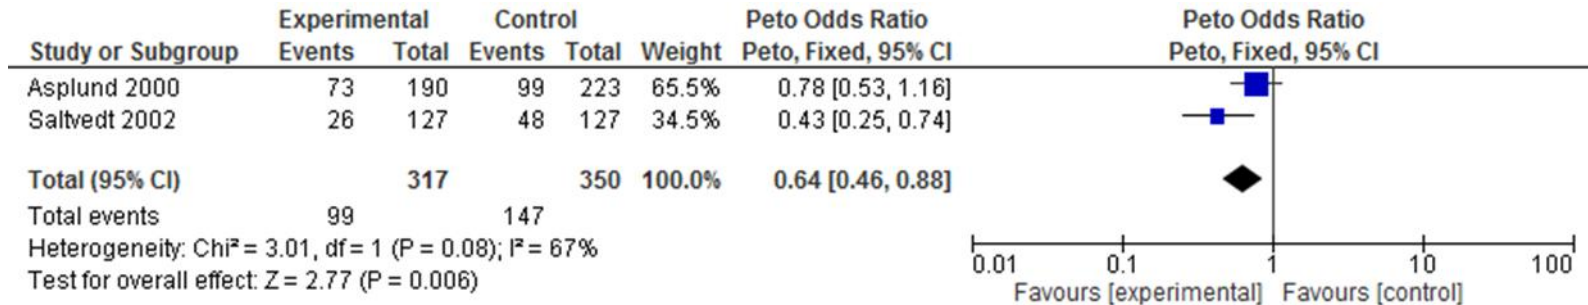 Experimental Control Peto Odds Ratio Peto Odds Ratio
Study or Subgroup Events Total Events Total Weight Peto, Fixed, 95% CI Peto, Fixed, 95% CI
Asplund 2000 73 190 99 223 65.5% 0.78 [0.53, 1.16]
Saltvedt 2002 26 127 48 127 34.5% 0.43 [0.25, 0.74]
Total (95% CI) 317 350 100.0% 0.64 [0.46, 0.88]
Total events 99 147
Heterogeneity: Chi² = 3.01, df = 1 (P = 0.08); I² = 67%
Test for overall effect: Z = 2.77 (P = 0.006)
0.01 0.1 1 10 100
Favours [experimental] Favours [control]